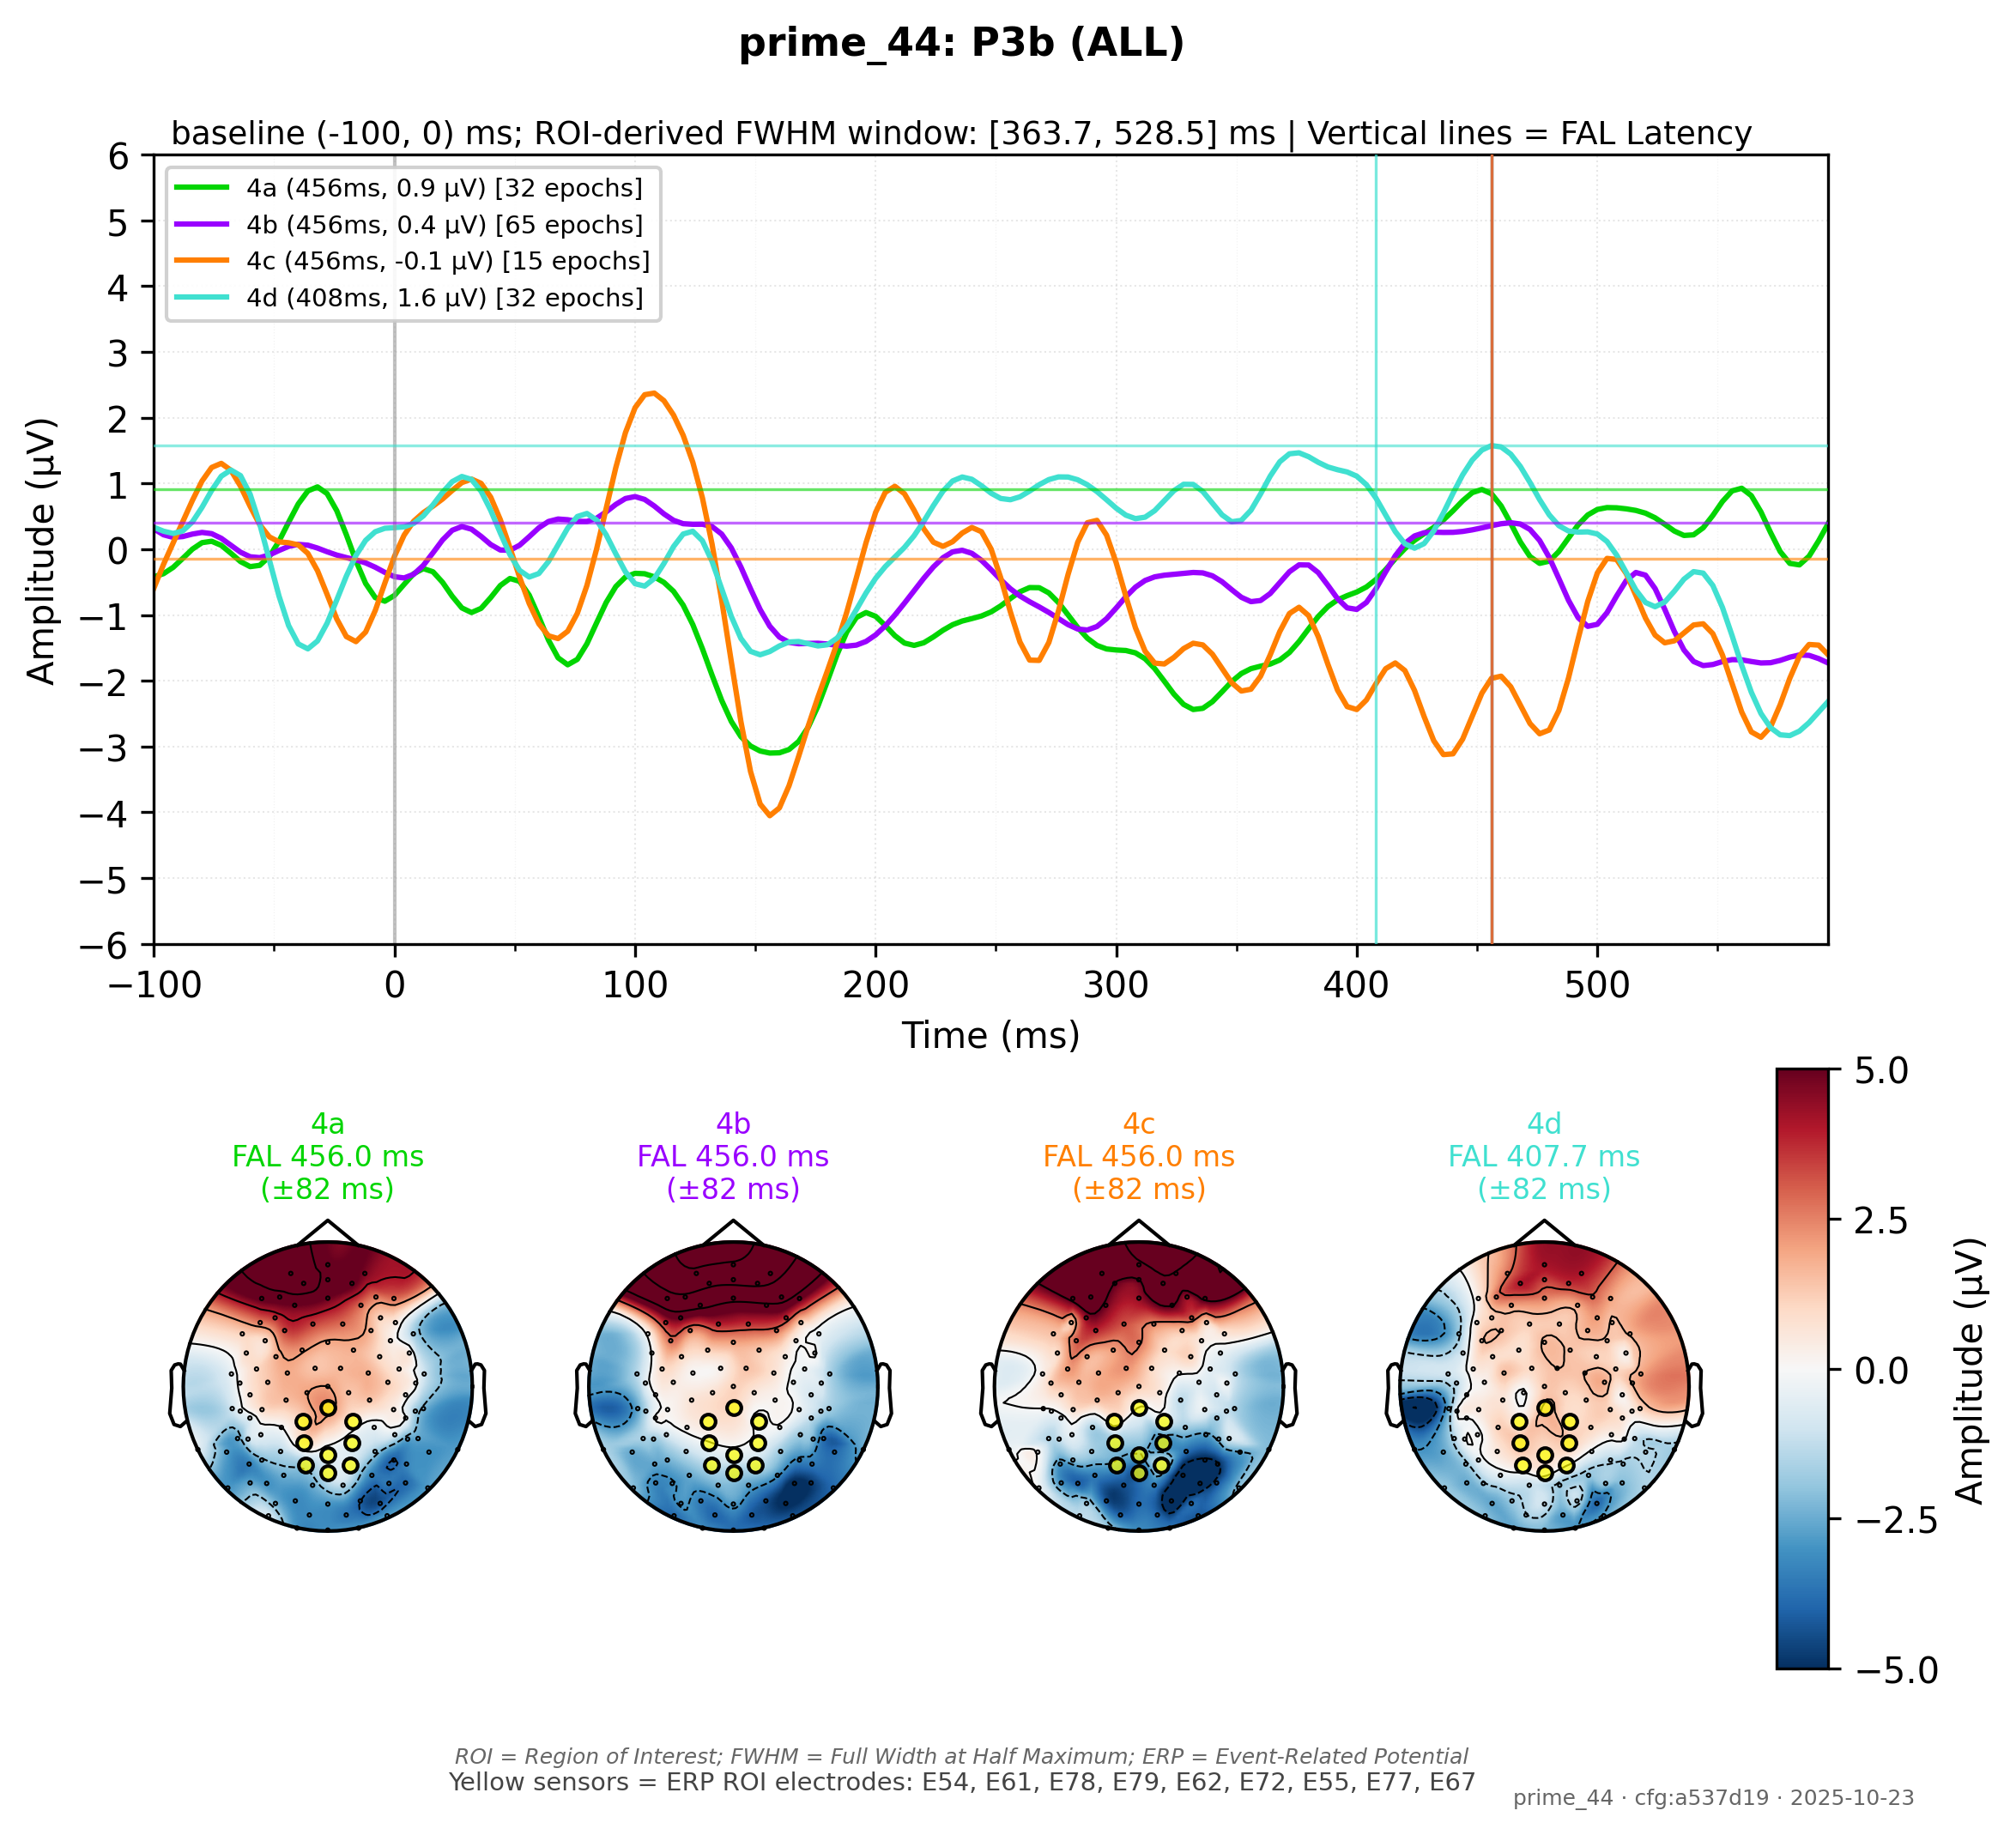 prime_44: P3b (ALL)
baseline (-100, 0) ms; ROI-derived FWHM window: [363.7, 528.5] ms | Vertical lines = FAL Latency
4a (456ms, 0.9 µV) [32 epochs]
4b (456ms, 0.4 µV) [65 epochs]
4c (456ms, -0.1 µV) [15 epochs]
4d (408ms, 1.6 µV) [32 epochs]
Amplitude (µV)
6
5
4
3
2
1
0
−1
−2
−3
−4
−5
−6
−100
0
100
200
300
400
500
Time (ms)
4a
FAL 456.0 ms
(±82 ms)
4b
FAL 456.0 ms
(±82 ms)
4c
FAL 456.0 ms
(±82 ms)
4d
FAL 407.7 ms
(±82 ms)
5.0
2.5
0.0
−2.5
−5.0
Amplitude (µV)
ROI = Region of Interest; FWHM = Full Width at Half Maximum; ERP = Event-Related Potential
Yellow sensors = ERP ROI electrodes: E54, E61, E78, E79, E62, E72, E55, E77, E67
prime_44 · cfg:a537d19 · 2025-10-23